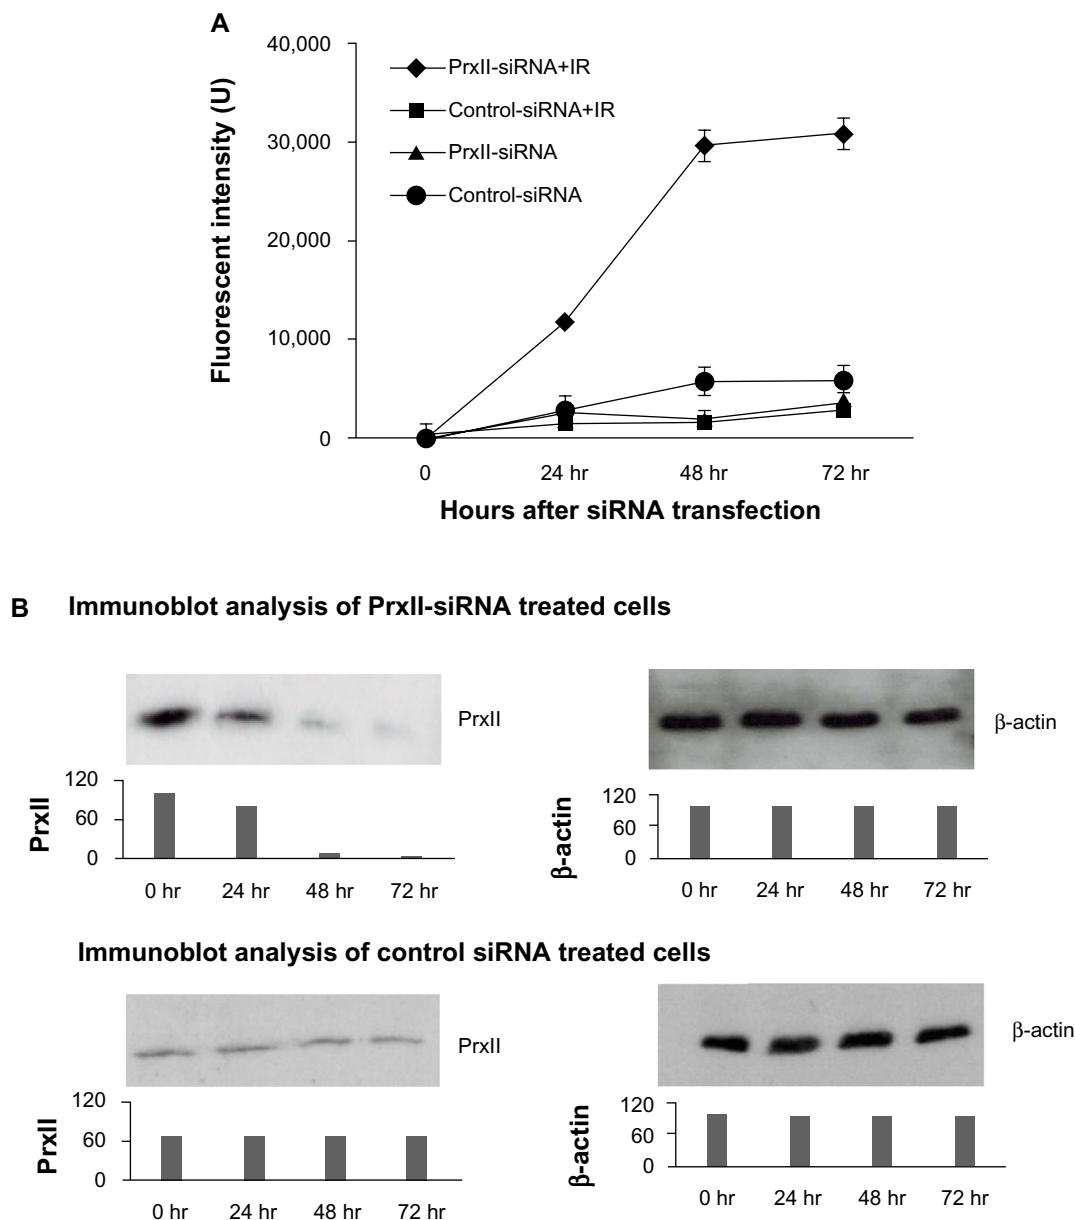 A
40,000
30,000
20,000
10,000
0
Fluorescent intensity (U)
PrxII-siRNA+IR
Control-siRNA+IR
PrxII-siRNA
Control-siRNA
0 24 hr 48 hr 72 hr
Hours after siRNA transfection
B Immunoblot analysis of PrxII-siRNA treated cells
PrxII
β-actin
PrxII
120
60
0
0 hr 24 hr 48 hr 72 hr
β-actin
120
60
0
0 hr 24 hr 48 hr 72 hr
Immunoblot analysis of control siRNA treated cells
PrxII
β-actin
PrxII
120
60
0
0 hr 24 hr 48 hr 72 hr
β-actin
120
60
0
0 hr 24 hr 48 hr 72 hr